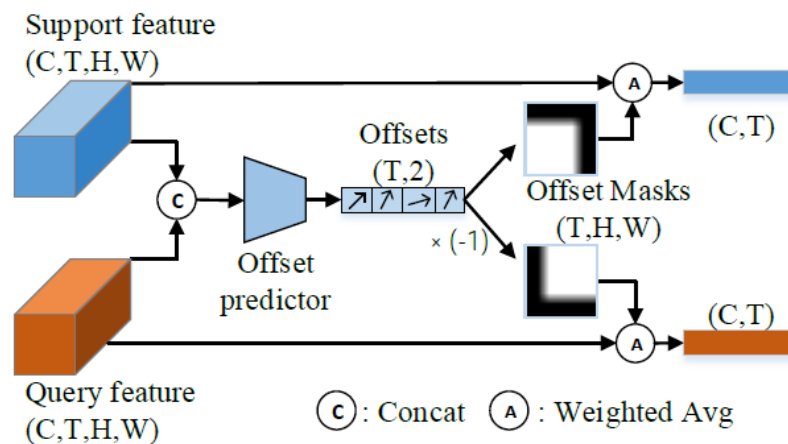 Support feature
(C,T,H,W)
A
(C,T)
Offsets
(T,2)
C
Offset Masks
(T,H,W)
× (-1)
Offset
predictor
(C,T)
A
Query feature
(C,T,H,W)
C : Concat A : Weighted Avg